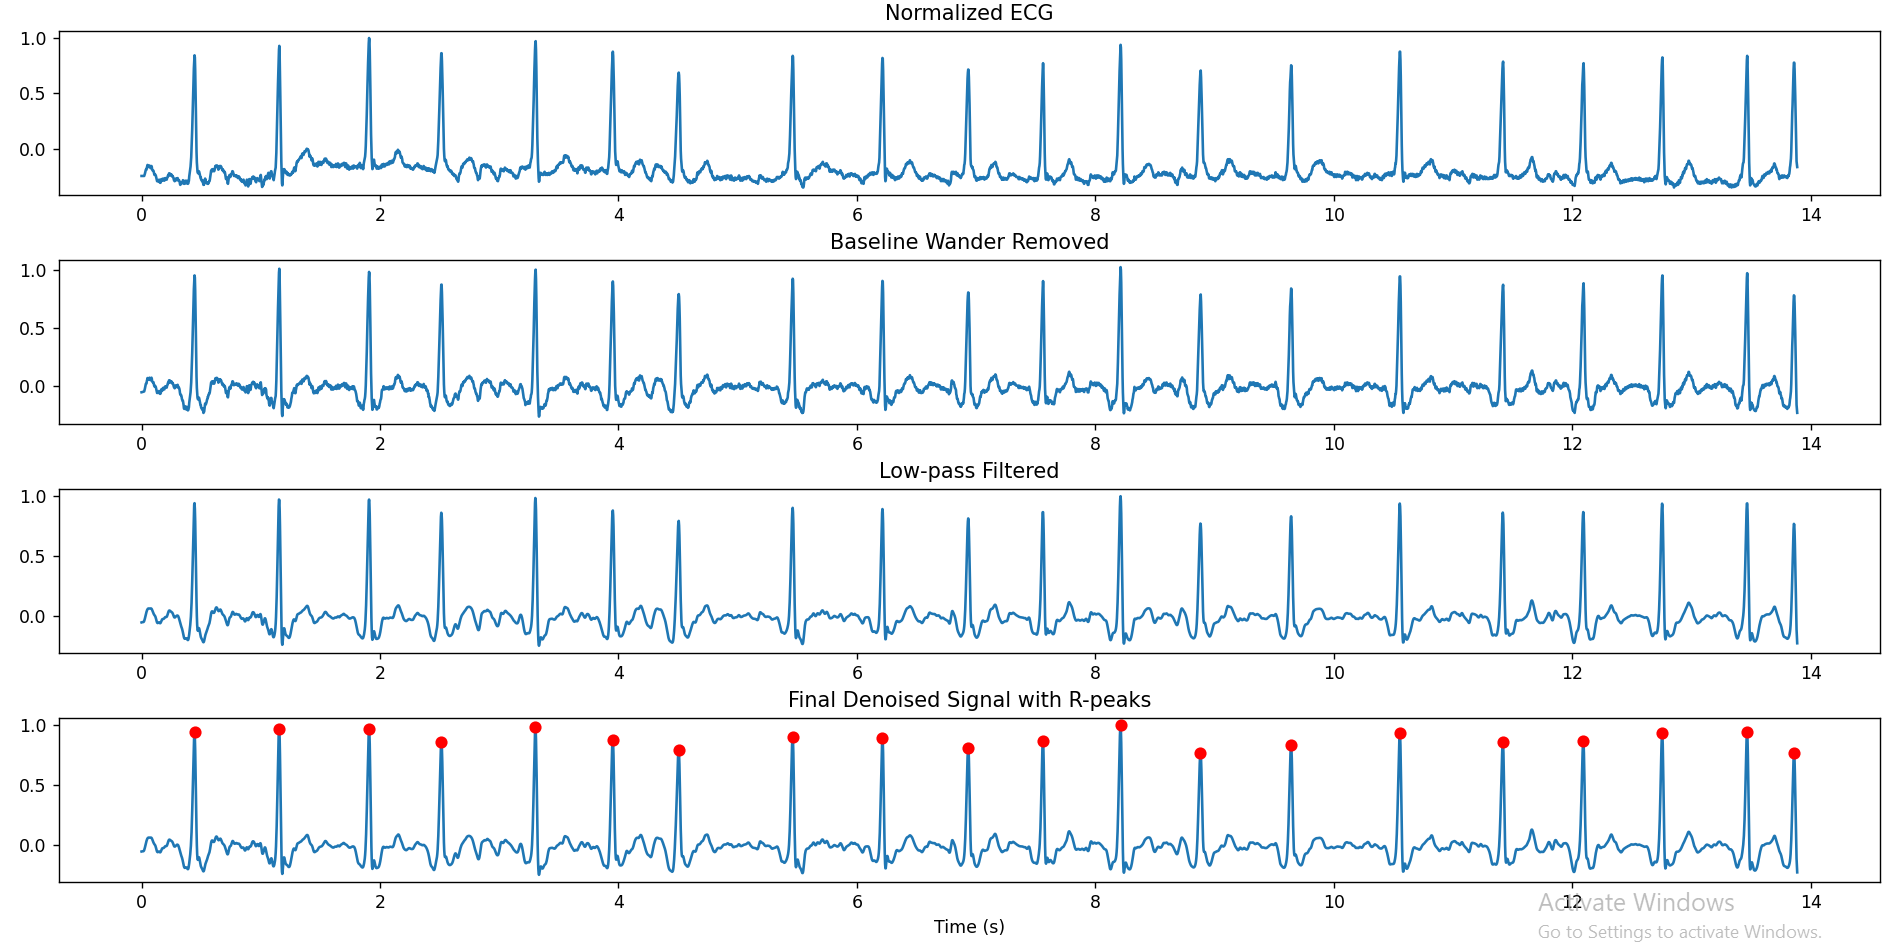 Normalized ECG
1.0
0.5
0.0
0 2 4 6 8 10 12 14
Baseline Wander Removed
1.0
0.5
0.0
0 2 4 6 8 10 12 14
Low-pass Filtered
1.0
0.5
0.0
0 2 4 6 8 10 12 14
Final Denoised Signal with R-peaks
1.0
0.5
0.0
0 2 4 6 8 10 12 14
Time (s)
Activate Windows
Go to Settings to activate Windows.